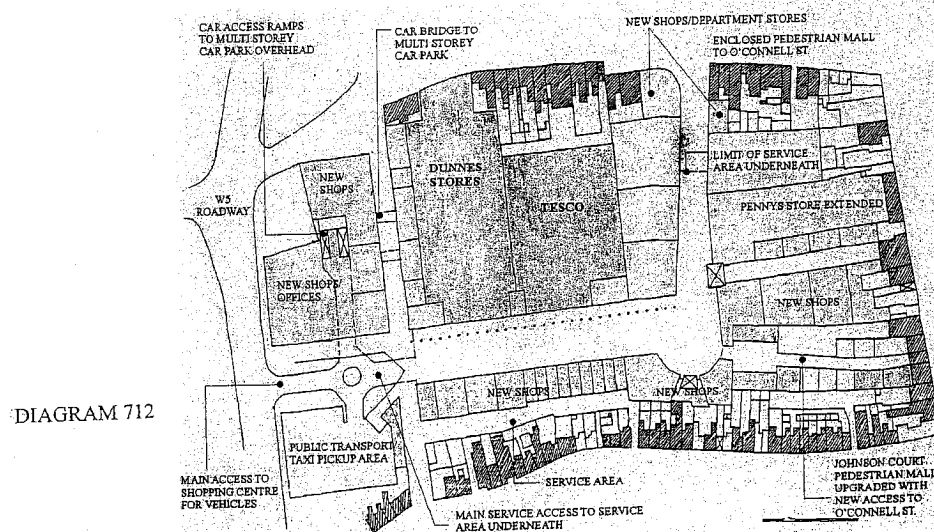 CAR ACCESS RAMPS
TO MULTI STOREY
CAR PARK OVERHEAD
CAR BRIDGE TO
MULTI STOREY
CAR PARK
NEW SHOPS/DEPARTMENT STORES
ENCLOSED PEDESTRIAN MALL
TO O'CONNELL ST.
W5
ROADWAY
NEW
SHOPS
DUNNES
STORES
TESCO
LIMIT OF SERVICE
AREA UNDERNEATH
PENNYS STORE EXTENDED
NEW SHOPS/
OFFICES
NEW SHOPS
NEW SHOPS
NEW SHOPS
DIAGRAM 712
PUBLIC TRANSPORT
TAXI PICKUP AREA
MAIN ACCESS TO
SHOPPING CENTRE
FOR VEHICLES
SERVICE AREA
MAIN SERVICE ACCESS TO SERVICE
AREA UNDERNEATH
JOHNSON COURT
PEDESTRIAN MALL
UPGRADED WITH
NEW ACCESS TO
O'CONNELL ST.